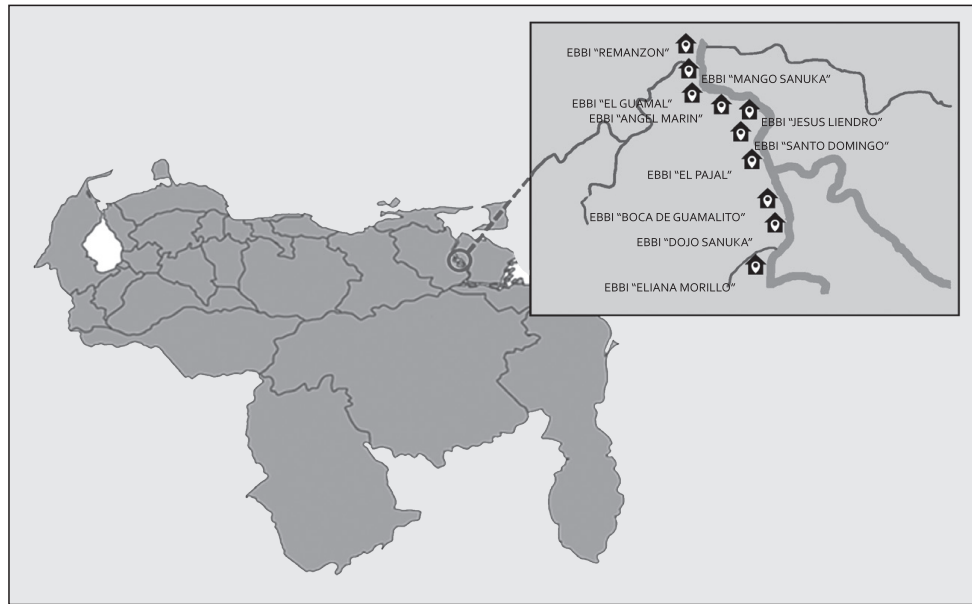 EBBI “REMANZON”
EBBI “MANGO SANUKA”
EBBI “EL GUAMAL”
EBBI “ANGEL MARIN”
EBBI “JESUS LIENDRO”
EBBI “SANTO DOMINGO”
EBBI “EL PAJAL”
EBBI “BOCA DE GUAMALITO”
EBBI “DOJO SANUKA”
EBBI “ELIANA MORILLO”